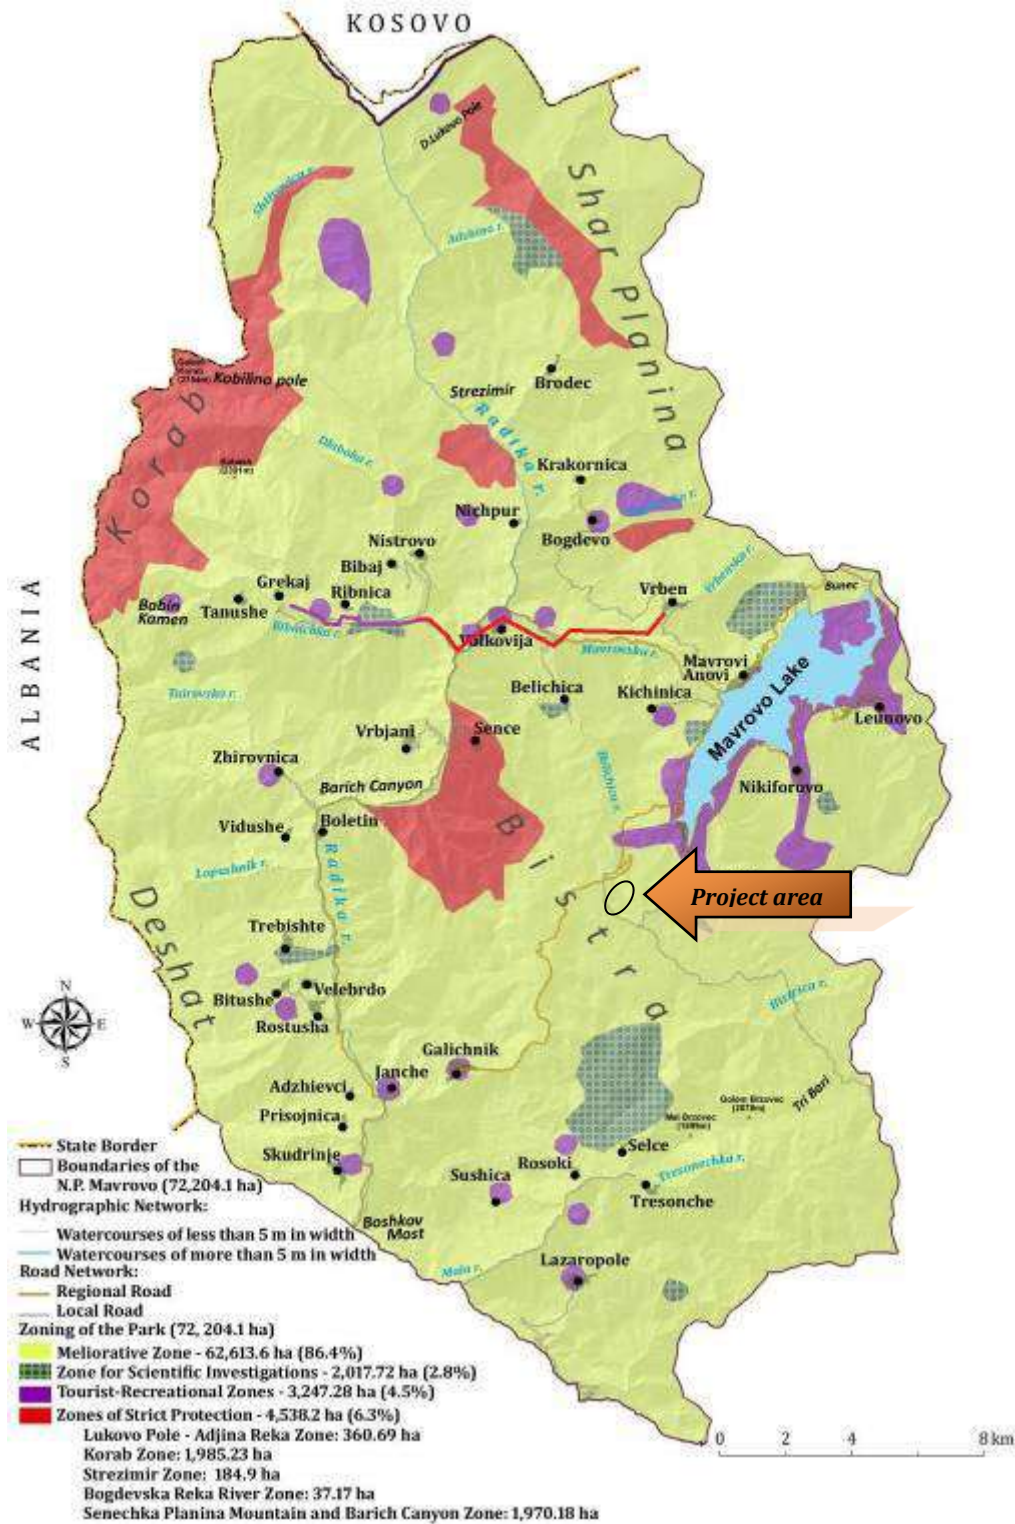 KOSOVO
D.Lukovo Pole
Shar Planina
Adzhina r.
Kobilino pole
Korab
Strezimir
Brodec
Radika r.
Dlaboka r.
Krakornica
Nichpur
Bogdevo
Nistrovo
Bibaj
Grekaj
Ribnica
Vrben
Vrbenska r.
Bunec
ALBANIA
Babin
Kamen
Tanushe
Ribnichka r.
Volkovija
Mavrovska r.
Mavrovi
Anovi
Mavrovo Lake
Belichica
Kichinica
Leunovo
Vrbjani
Sence
Zhirovnica
Barich Canyon
Nikiforovo
Vidushe
Boletin
Bistra
Radika r.
Project area
Deshat
Trebishte
N
W
E
S
Bitushe
Velebrdo
Rostusha
Galichnik
Janche
Adzhievci
Prisojnica
Tri Bari
Skudrinje
Selce
Rosoki
Sushica
Tresonechka r.
Tresonche
Boshkov
Most
Mala r.
Lazaropole
State Border
Boundaries of the
N.P. Mavrovo (72,204.1 ha)
Hydrographic Network:
Watercourses of less than 5 m in width
Watercourses of more than 5 m in width
Road Network:
Regional Road
Local Road
Zoning of the Park (72, 204.1 ha)
Meliorative Zone - 62,613.6 ha (86.4%)
Zone for Scientific Investigations - 2,017.72 ha (2.8%)
Tourist-Recreational Zones - 3,247.28 ha (4.5%)
Zones of Strict Protection - 4,538.2 ha (6.3%)
Lukovo Pole - Adjina Reka Zone: 360.69 ha
Korab Zone: 1,985.23 ha
Strezimir Zone: 184.9 ha
Bogdevska Reka River Zone: 37.17 ha
Senechka Planina Mountain and Barich Canyon Zone: 1,970.18 ha
0 2 4 8 km